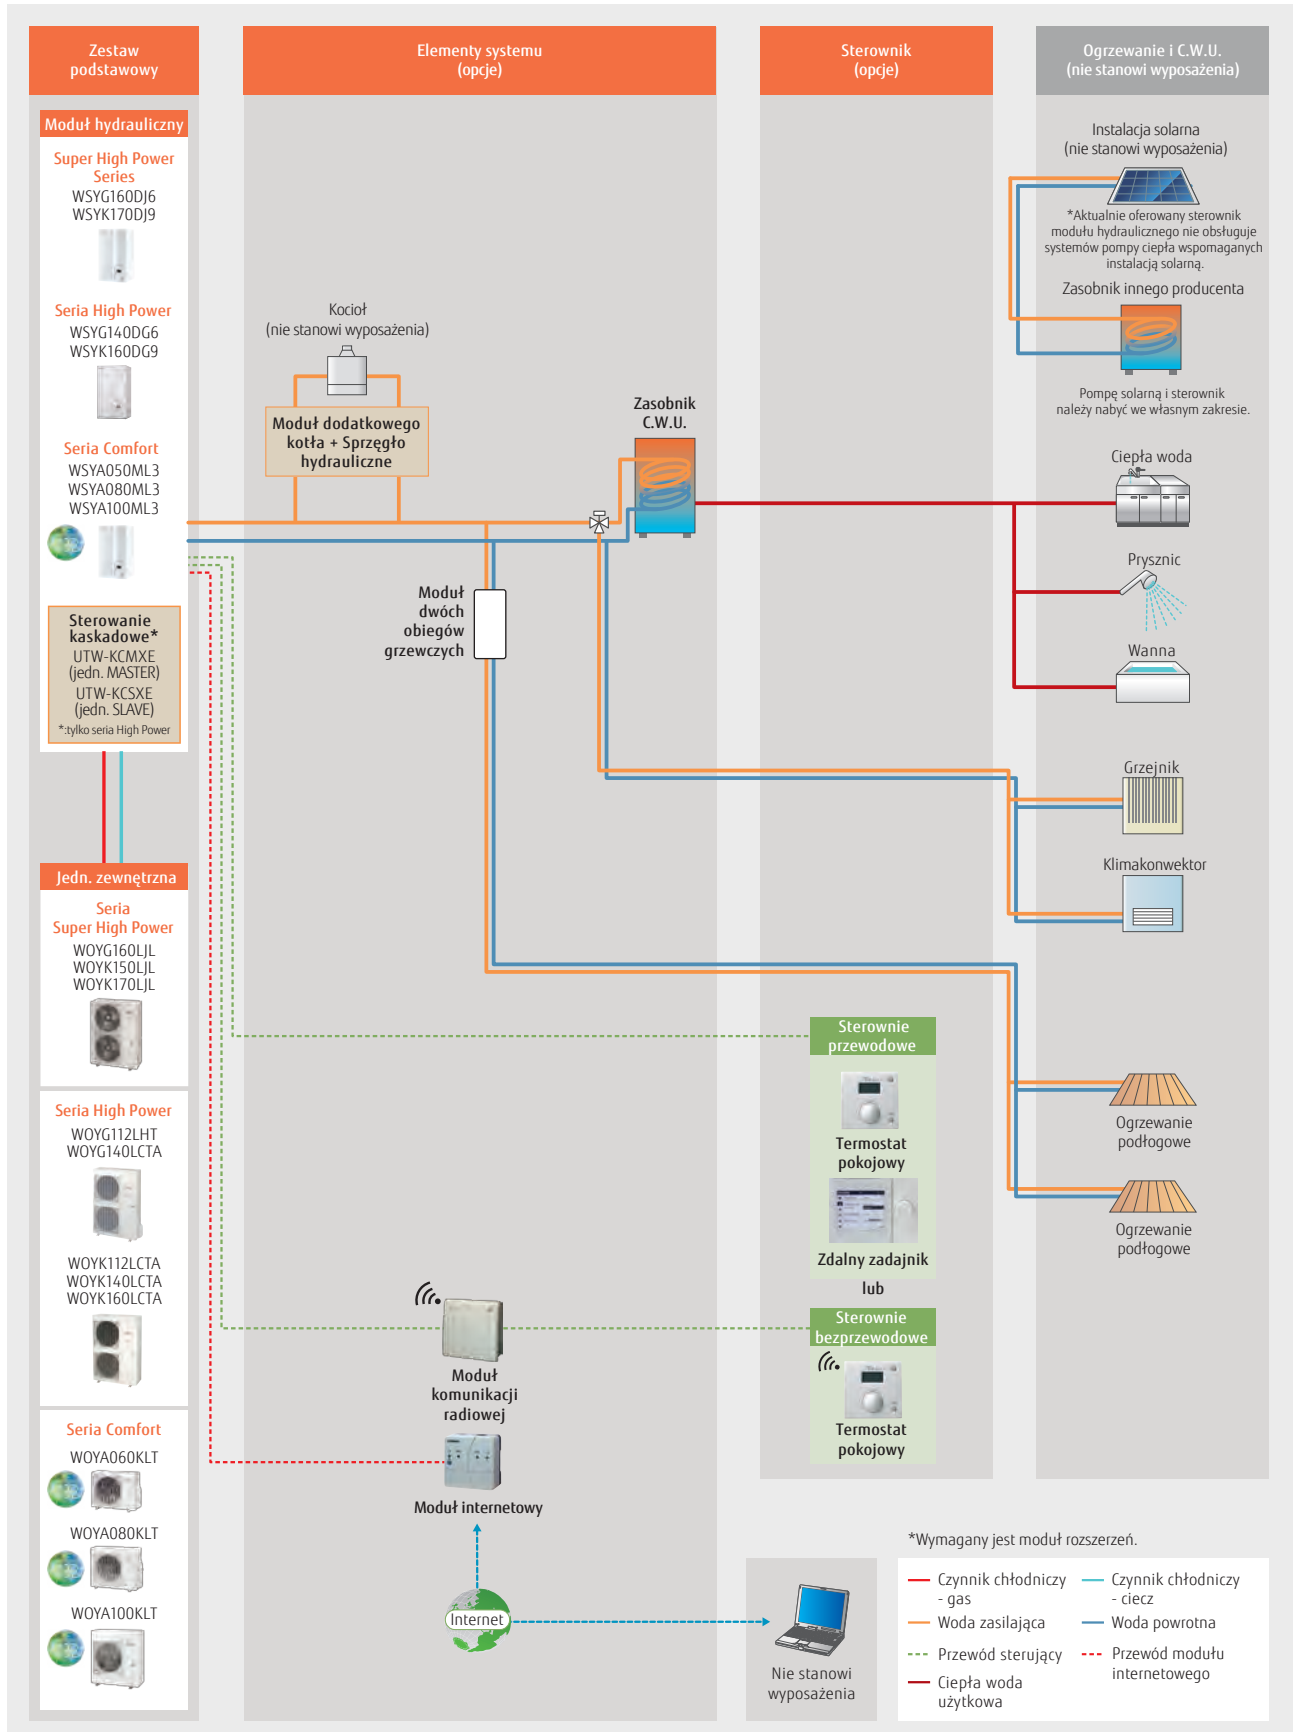 Zestaw
podstawowy
Elementy systemu
(opcje)
Sterownik
(opcje)
Ogrzewanie i C.W.U.
(nie stanowi wyposażenia)
Moduł hydrauliczny
Super High Power
Series
WSYG160DJ6
WSYK170DJ9
Seria High Power
WSYG140DG6
WSYK160DG9
Seria Comfort
WSYA050ML3
WSYA080ML3
WSYA100ML3
Sterowanie
kaskadowe*
UTW-KCMXE
(jedn. MASTER)
UTW-KCSXE
(jedn. SLAVE)
*:tylko seria High Power
Jedn. zewnętrzna
Seria
Super High Power
WOYG160LJL
WOYK150LJL
WOYK170LJL
Seria High Power
WOYG112LHT
WOYG140LCTA
WOYK112LCTA
WOYK140LCTA
WOYK160LCTA
Seria Comfort
WOYA060KLT
WOYA080KLT
WOYA100KLT
Kocioł
(nie stanowi wyposażenia)
Moduł dodatkowego
kotła + Sprzęgło
hydrauliczne
Zasobnik
C.W.U.
Moduł
dwóch
obiegów
grzewczych
Moduł
komunikacji
radiowej
Moduł internetowy
Internet
Sterownie
przewodowe
Termostat
pokojowy
Zdalny zadajnik
lub
Sterownie
bezprzewodowe
Termostat
pokojowy
Instalacja solarna
(nie stanowi wyposażenia)
*Aktualnie oferowany sterownik
modułu hydraulicznego nie obsługuje
systemów pompy ciepła wspomaganych
instalacją solarną.
Zasobnik innego producenta
Pompę solarną i sterownik
należy nabyć we własnym zakresie.
Ciepła woda
Prysznic
Wanna
Grzejnik
Klimakonwektor
Ogrzewanie
podłogowe
Ogrzewanie
podłogowe
Nie stanowi
wyposażenia
*Wymagany jest moduł rozszerzeń.
Czynnik chłodniczy
- gas
Czynnik chłodniczy
- ciecz
Woda zasilająca
Woda powrotna
Przewód sterujący
Przewód modułu
internetowego
Ciepła woda
użytkowa